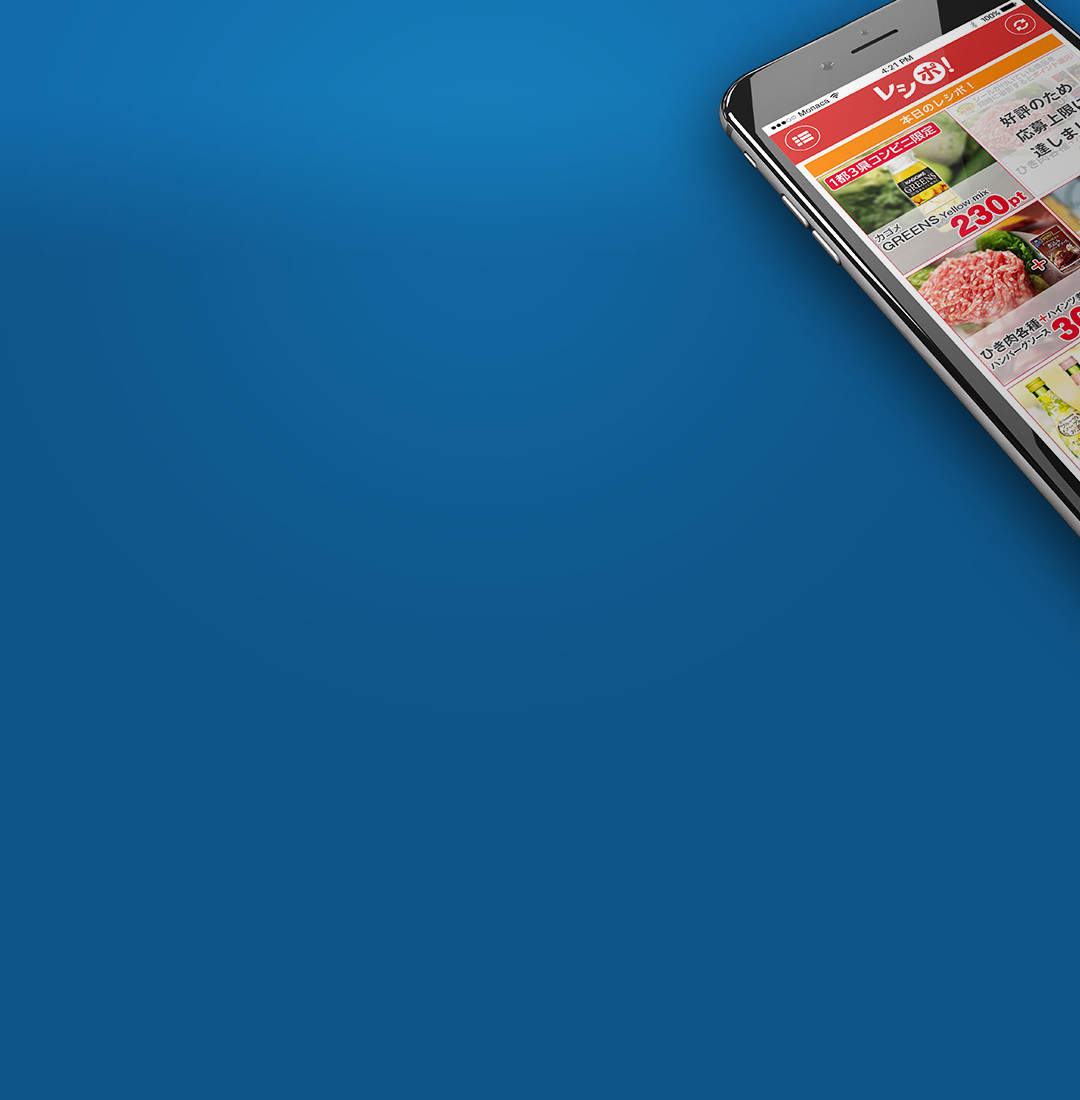 Monaca
4:21 PM
100%
レシポ!
本日のレシポ!
1都3県コンビニ限定
KAGOME
GREENS
カゴメ
GREENS Yellow mix
230pt
好評のため
応募上限に
達しま
ひき肉各種+ハインツ
ハンバーグソース
30